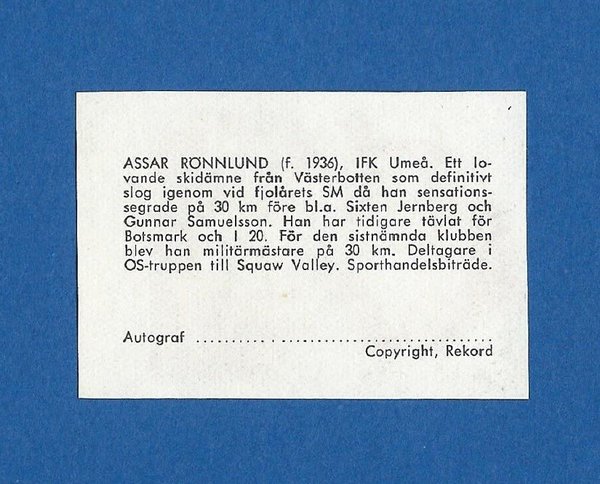 ASSAR RÖNNLUND (f. 1936), IFK Umeå. Ett lo-
vande skidämne från Västerbotten som definitivt
slog igenom vid fjolårets SM då han sensations-
segrade på 30 km före bl.a. Sixten Jernberg och
Gunnar Samuelsson. Han har tidigare tävlat för
Botsmark och I 20. För den sistnämnda klubben
blev han militärmästare på 30 km. Deltagare i
OS-truppen till Squaw Valley. Sporthandelsbiträde.
Autograf ................................................
Copyright, Rekord